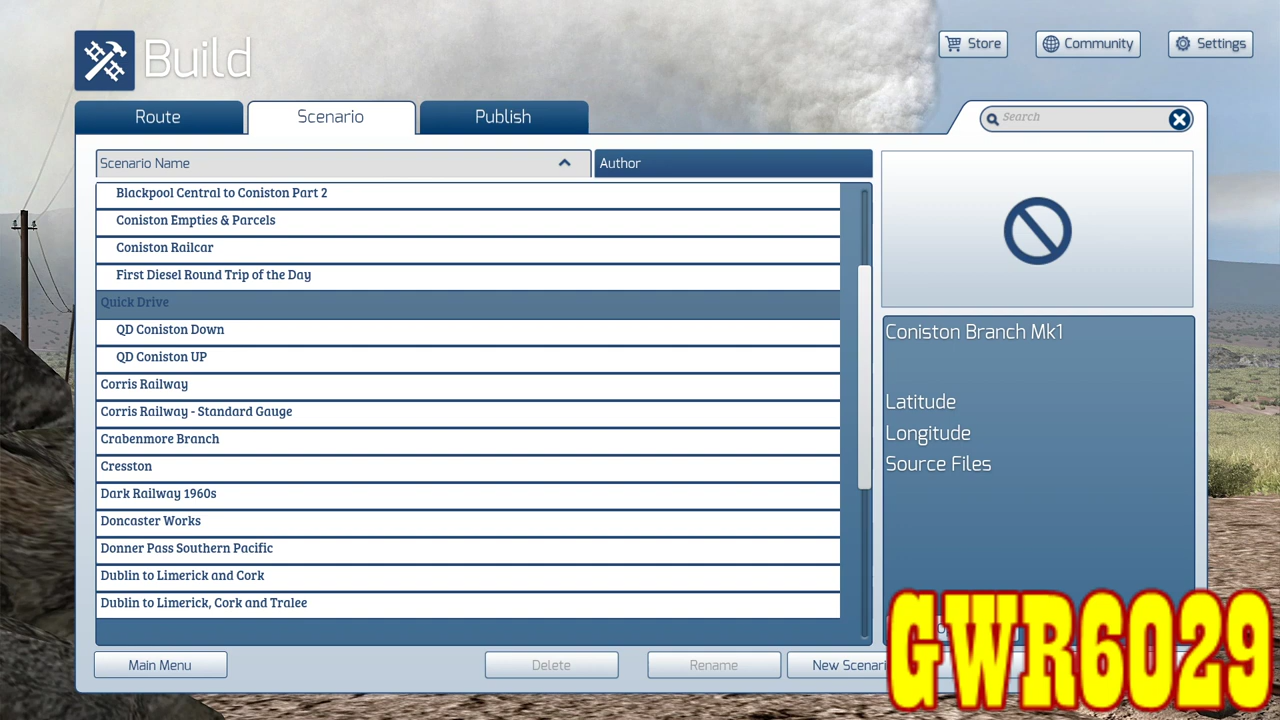 Build
Store
Community
Settings
Route
Scenario
Publish
Search
Scenario Name
Author
Blackpool Central to Coniston Part 2
Coniston Empties & Parcels
Coniston Railcar
First Diesel Round Trip of the Day
Quick Drive
QD Coniston Down
QD Coniston UP
Corris Railway
Corris Railway - Standard Gauge
Crabenmore Branch
Cresston
Dark Railway 1960s
Doncaster Works
Donner Pass Southern Pacific
Dublin to Limerick and Cork
Dublin to Limerick, Cork and Tralee
Coniston Branch Mk1
Latitude
Longitude
Source Files
Main Menu
Delete
Rename
New Scenari
GWR6029